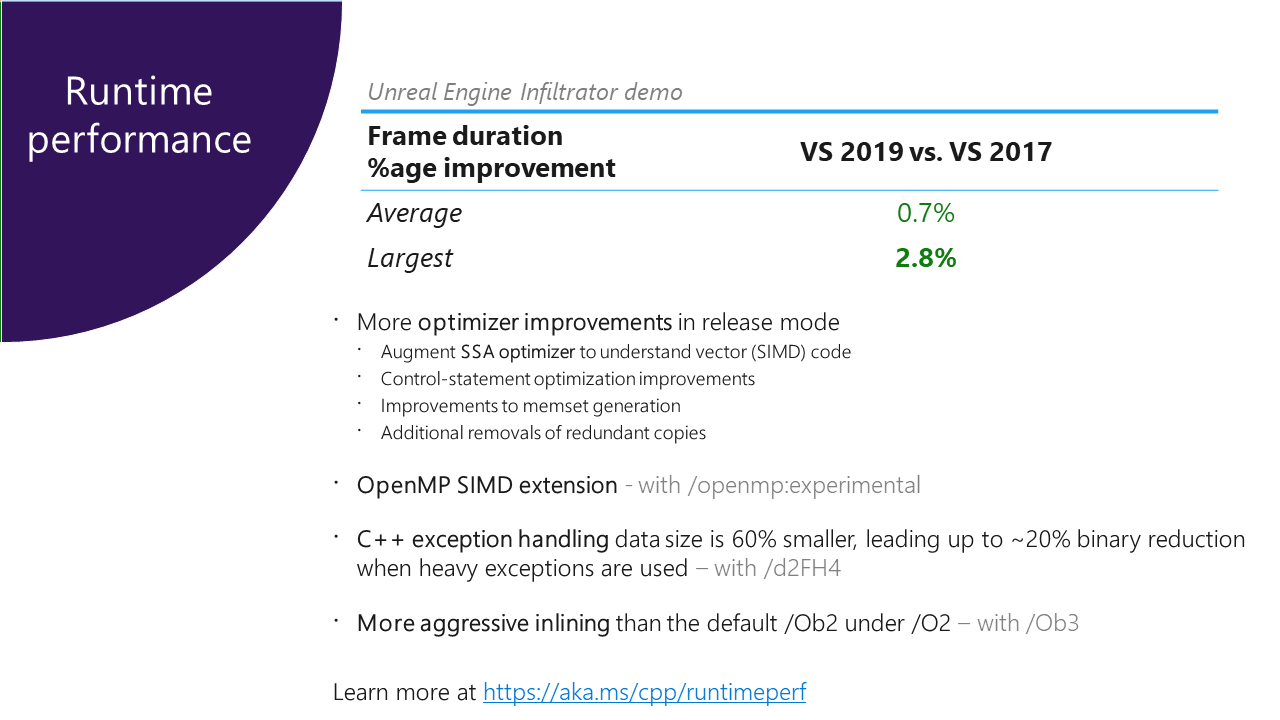 Runtime
performance
Unreal Engine Infiltrator demo
Frame duration
%age improvement
VS 2019 vs. VS 2017
Average
0.7%
Largest
2.8%
· More optimizer improvements in release mode
· Augment SSA optimizer to understand vector (SIMD) code
· Control-statement optimization improvements
· Improvements to memset generation
· Additional removals of redundant copies
· OpenMP SIMD extension - with /openmp:experimental
· C++ exception handling data size is 60% smaller, leading up to ~20% binary reduction
when heavy exceptions are used – with /d2FH4
· More aggressive inlining than the default /Ob2 under /O2 – with /Ob3
Learn more at https://aka.ms/cpp/runtimeperf